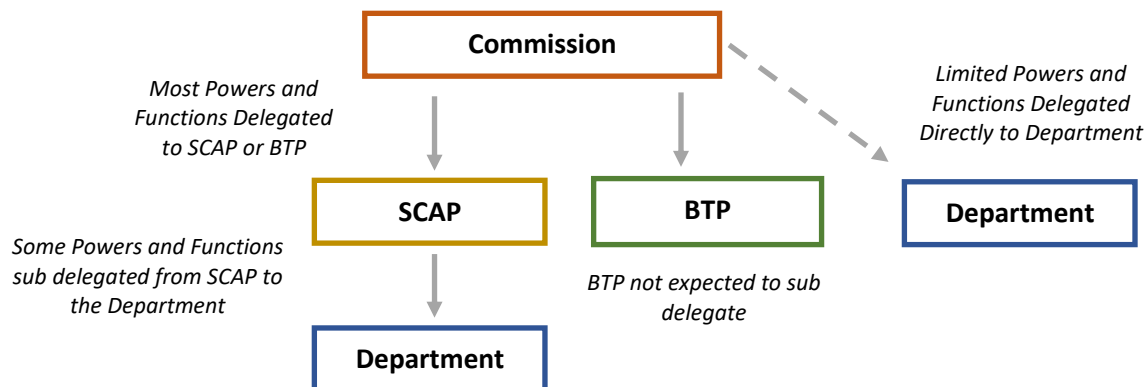 Commission
Most Powers and
Functions Delegated
to SCAP or BTP
Limited Powers and
Functions Delegated
Directly to Department
SCAP
BTP
Department
Some Powers and Functions
sub delegated from SCAP to
the Department
BTP not expected to sub
delegate
Department